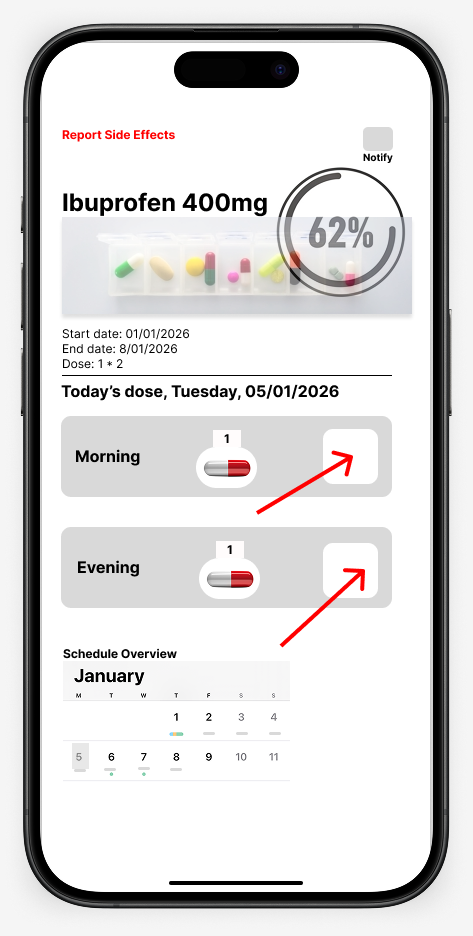 Report Side Effects
Notify
Ibuprofen 400mg
62%
Start date: 01/01/2026
End date: 8/01/2026
Dose: 1 * 2
Today’s dose, Tuesday, 05/01/2026
1
Morning
1
Evening
Schedule Overview
January
M T W T F S S
1 2 3 4
5 6 7 8 9 10 11